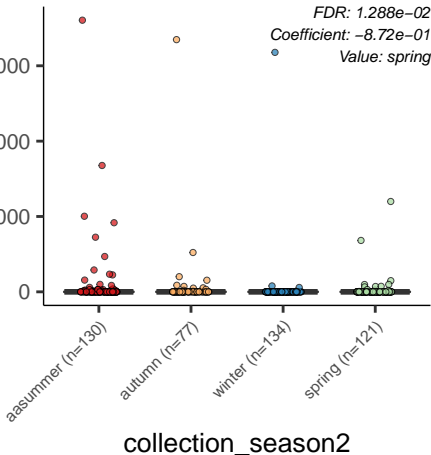 FDR: 1.288e−02
Coefficient: −8.72e−01
Value: spring
000
000
000
0
aasummer (n=130)
autumn (n=77)
winter (n=134)
spring (n=121)
collection_season2